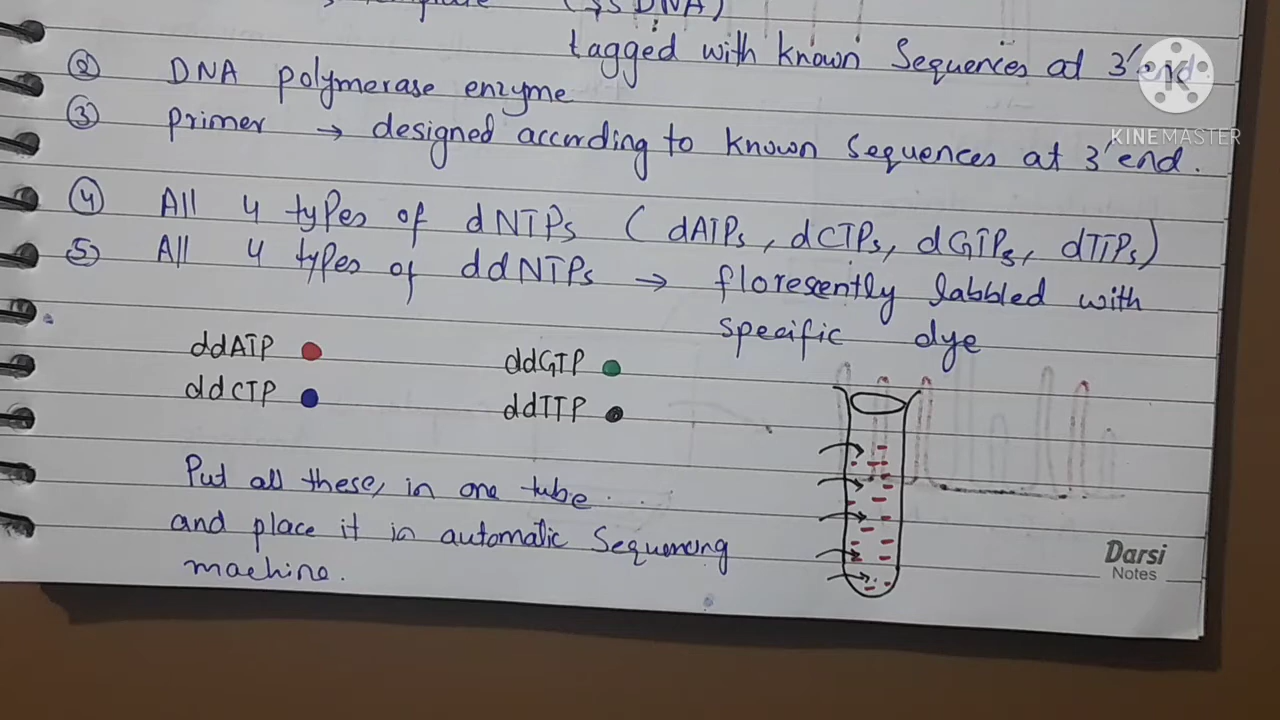 (ss DNA)
tagged with known Sequences at 3' end.
② DNA polymerase enzyme
③ primer → designed according to known Sequences at 3' end.
④ All 4 types of dNTPs (dATPs, dCTPs, dGTPs, dTTPs)
⑤ All 4 types of ddNTPs → floresently labbled with
specific dye
ddATP ddGTP
ddCTP ddTTP
Put all these, in one tube
and place it in automatic Sequencing
machine.
K
KINEMASTER
Darsi
Notes